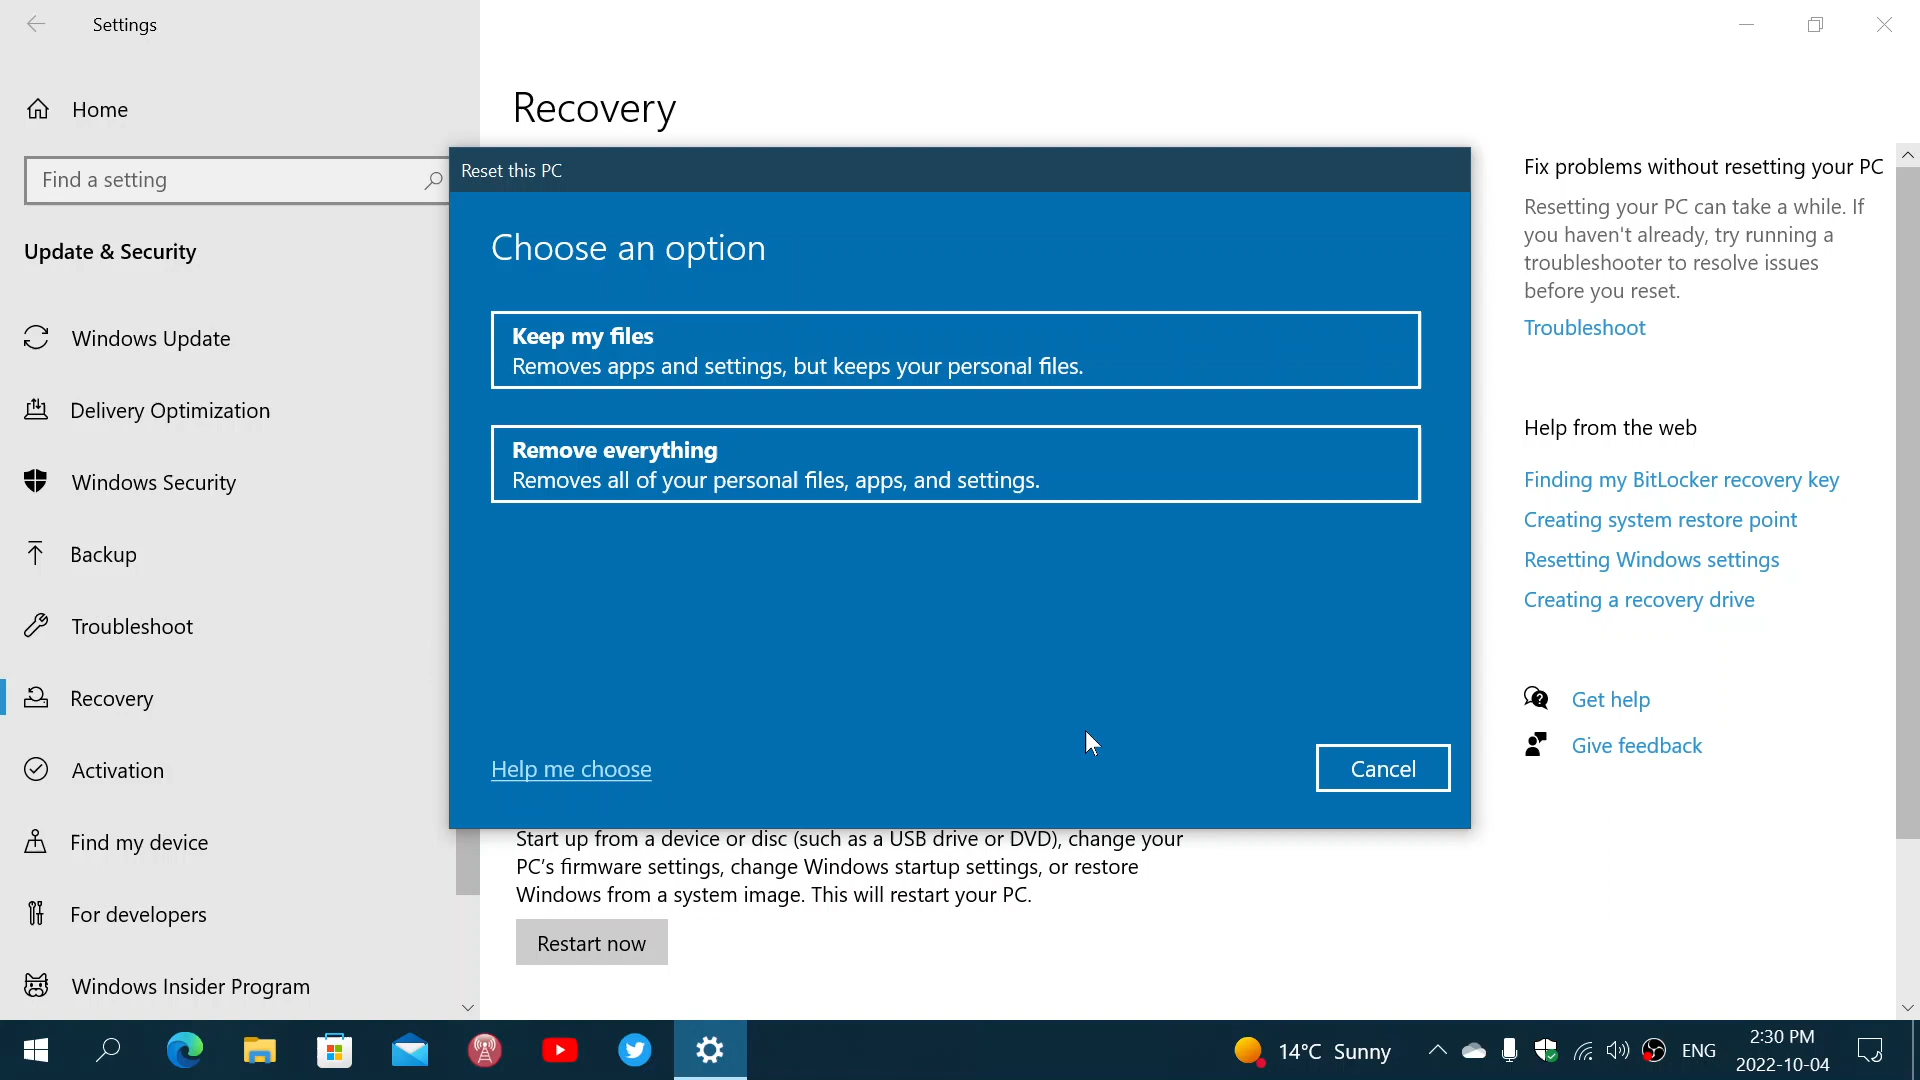 Settings
Home
Find a setting
Update & Security
Windows Update
Delivery Optimization
Windows Security
Backup
Troubleshoot
Recovery
Activation
Find my device
For developers
Windows Insider Program
Recovery
Reset this PC
Choose an option
Keep my files
Removes apps and settings, but keeps your personal files.
Remove everything
Removes all of your personal files, apps, and settings.
Help me choose
Cancel
Start up from a device or disc (such as a USB drive or DVD), change your
PC's firmware settings, change Windows startup settings, or restore
Windows from a system image. This will restart your PC.
Restart now
Fix problems without resetting your PC
Resetting your PC can take a while. If
you haven't already, try running a
troubleshooter to resolve issues
before you reset.
Troubleshoot
Help from the web
Finding my BitLocker recovery key
Creating system restore point
Resetting Windows settings
Creating a recovery drive
Get help
Give feedback
14°C Sunny
ENG
2:30 PM
2022-10-04